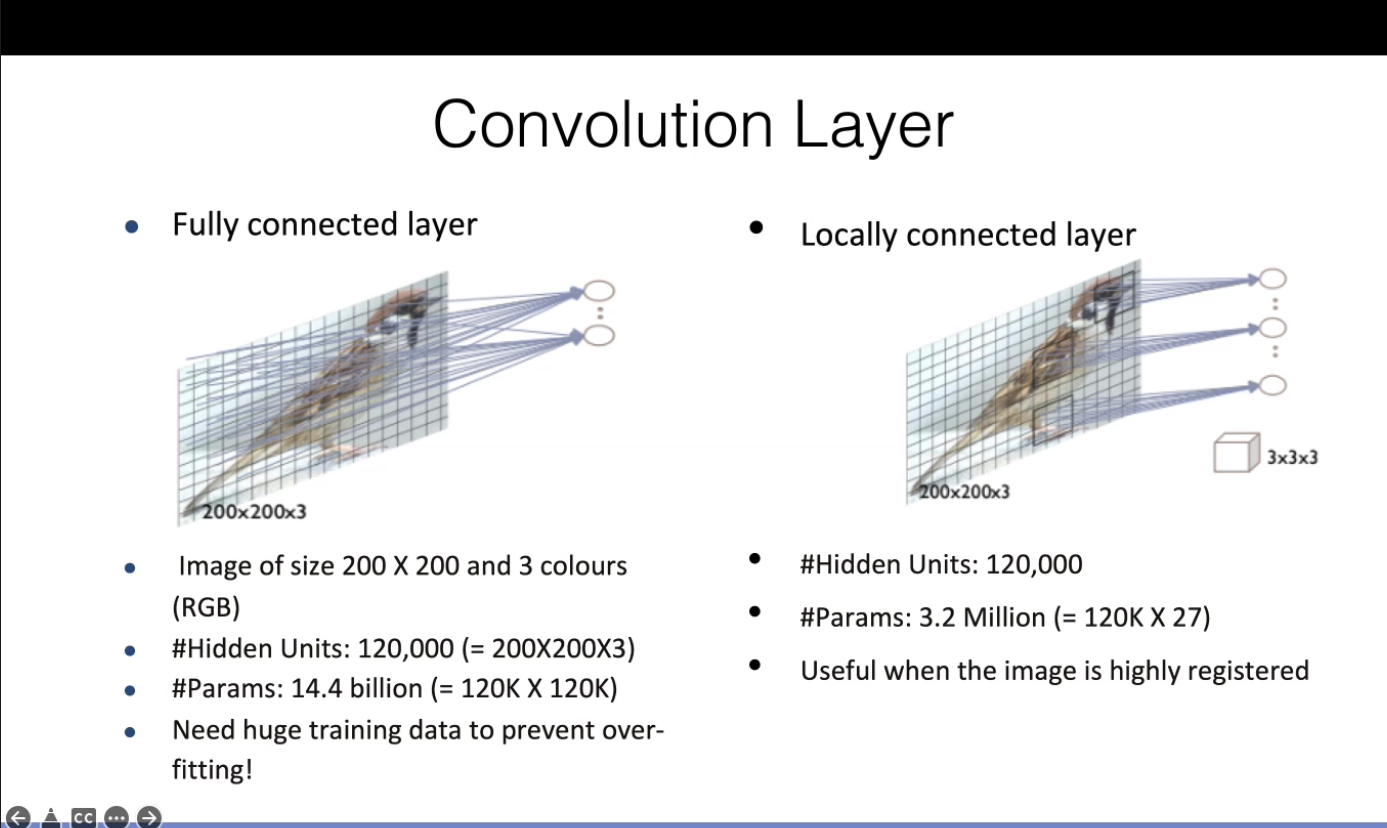 Convolution Layer
• Fully connected layer
200x200x3
• Image of size 200 X 200 and 3 colours
(RGB)
• #Hidden Units: 120,000 (= 200X200X3)
• #Params: 14.4 billion (= 120K X 120K)
• Need huge training data to prevent over-
fitting!
• Locally connected layer
3x3x3
200x200x3
• #Hidden Units: 120,000
• #Params: 3.2 Million (= 120K X 27)
• Useful when the image is highly registered
CC